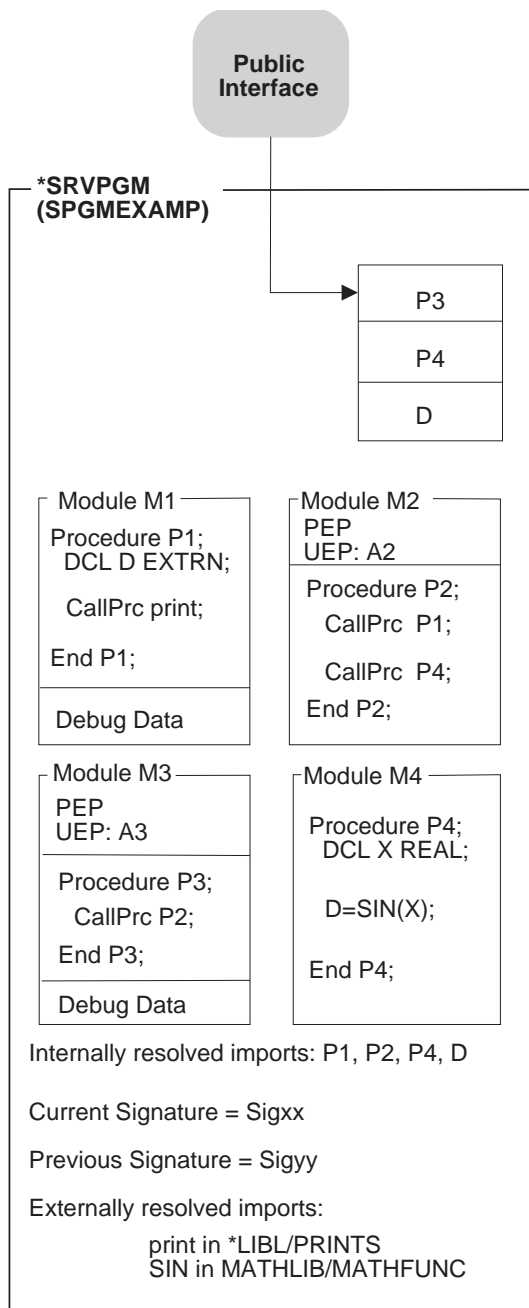 Public
Interface
*SRVPGM
(SPGMEXAMP)
P3
P4
D
Module M1
Procedure P1;
DCL D EXTRN;
CallPrc print;
End P1;
Debug Data
Module M2
PEP
UEP: A2
Procedure P2;
CallPrc P1;
CallPrc P4;
End P2;
Module M3
PEP
UEP: A3
Procedure P3;
CallPrc P2;
End P3;
Debug Data
Module M4
Procedure P4;
DCL X REAL;
D=SIN(X);
End P4;
Internally resolved imports: P1, P2, P4, D
Current Signature = Sigxx
Previous Signature = Sigyy
Externally resolved imports:
print in *LIBL/PRINTS
SIN in MATHLIB/MATHFUNC